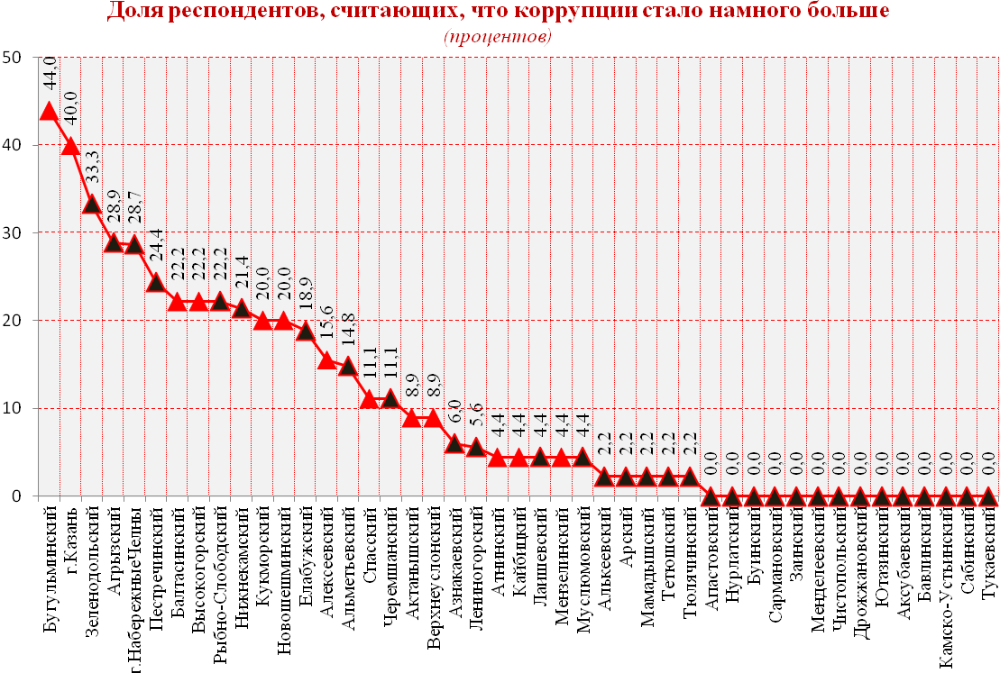 Доля респондентов, считающих, что коррупции стало намного больше
(процентов)
50
40
30
20
10
0
44,0
40,0
33,3
28,9
28,7
24,4
22,2
22,2
22,2
21,4
20,0
20,0
18,9
15,6
14,8
11,1
11,1
8,9
8,9
6,0
5,6
4,4
4,4
4,4
4,4
4,4
2,2
2,2
2,2
2,2
2,2
0,0
0,0
0,0
0,0
0,0
0,0
0,0
0,0
0,0
0,0
0,0
0,0
0,0
0,0
Бугульминский
г.Казань
Зеленодольский
Агрызский
г.НабережныеЧелны
Пестречинский
Балтасинский
Высокогорский
Рыбно-Слободский
Нижнекамский
Кукморский
Новошешминский
Елабужский
Алексеевский
Альметьевский
Спасский
Черемшанский
Актанышский
Верхнеуслонский
Азнакаевский
Лениногорский
Атнинский
Кайбицкий
Лаишевский
Мензелинский
Муслюмовский
Алькеевский
Арский
Мамадышский
Тетюшский
Тюлячинский
Апастовский
Нурлатский
Буинский
Сармановский
Заинский
Менделеевский
Чистопольский
Дрожжановский
Ютазинский
Аксубаевский
Бавлинский
Камско-Устьинский
Сабинский
Тукаевский